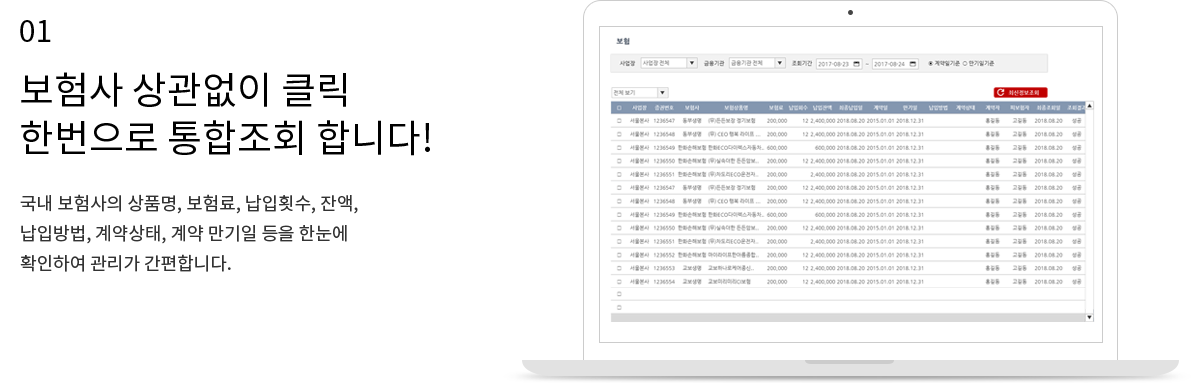 01
보험사 상관없이 클릭
한번으로 통합조회 합니다!
국내 보험사의 상품명, 보험료, 납입횟수, 잔액,
납입방법, 계약상태, 계약 만기일 등을 한눈에
확인하여 관리가 간편합니다.
보험
사업장 사업장 전체 금융기관 금융기관 전체 조회기간 2017-08-23 ~ 2017-08-24 계약일기준 만기일기준
전체 보기 최신정보조회
사업장 증권번호 보험사 보험상품명 보험료 납입회수 납입금액 최종납입일 계약일 만기일 납입방법 계약상태 계약자 피보험자 최종조회일 조회결
서울본사 1236547 동부생명 (무)든든보장 정기보험 200,000 12 2,400,000 2018.08.20 2015.01.01 2018.12.31 홍길동 고길동 2018.08.20 성공
서울본사 1236548 동부생명 (무) CEO 행복 라이프 .... 200,000 12 2,400,000 2018.08.20 2015.01.01 2018.12.31 홍길동 고길동 2018.08.20 성공
서울본사 1236549 한화손해보험 한화ECO다이렉스자동차.. 600,000 600,000 2018.08.20 2015.01.01 2018.12.31 홍길동 고길동 2018.08.20 성공
서울본사 1236550 한화손해보험 (무)실속더한 든든암보.. 200,000 12 2,400,000 2018.08.20 2015.01.01 2018.12.31 홍길동 고길동 2018.08.20 성공
서울본사 1236551 한화손해보험 (무)차도리ECO운전자.. 2,400,000 2018.08.20 2015.01.01 2018.12.31 홍길동 고길동 2018.08.20 성공
서울본사 1236547 동부생명 (무)든든보장 정기보험 200,000 12 2,400,000 2018.08.20 2015.01.01 2018.12.31 홍길동 고길동 2018.08.20 성공
서울본사 1236548 동부생명 (무) CEO 행복 라이프 .... 200,000 12 2,400,000 2018.08.20 2015.01.01 2018.12.31 홍길동 고길동 2018.08.20 성공
서울본사 1236549 한화손해보험 한화ECO다이렉스자동차.. 600,000 600,000 2018.08.20 2015.01.01 2018.12.31 홍길동 고길동 2018.08.20 성공
서울본사 1236550 한화손해보험 (무)실속더한 든든암보.. 200,000 12 2,400,000 2018.08.20 2015.01.01 2018.12.31 홍길동 고길동 2018.08.20 성공
서울본사 1236551 한화손해보험 (무)차도리ECO운전자.. 2,400,000 2018.08.20 2015.01.01 2018.12.31 홍길동 고길동 2018.08.20 성공
서울본사 1236552 한화손해보험 마이라이프한아름종합.. 200,000 12 2,400,000 2018.08.20 2015.01.01 2018.12.31 홍길동 고길동 2018.08.20 성공
서울본사 1236553 교보생명 교보하나로케어종신.. 200,000 12 2,400,000 2018.08.20 2015.01.01 2018.12.31 홍길동 고길동 2018.08.20 성공
서울본사 1236554 교보생명 200,000 12 2,400,000 2018.08.20 2015.01.01 2018.12.31 홍길동 고길동 2018.08.20 성공